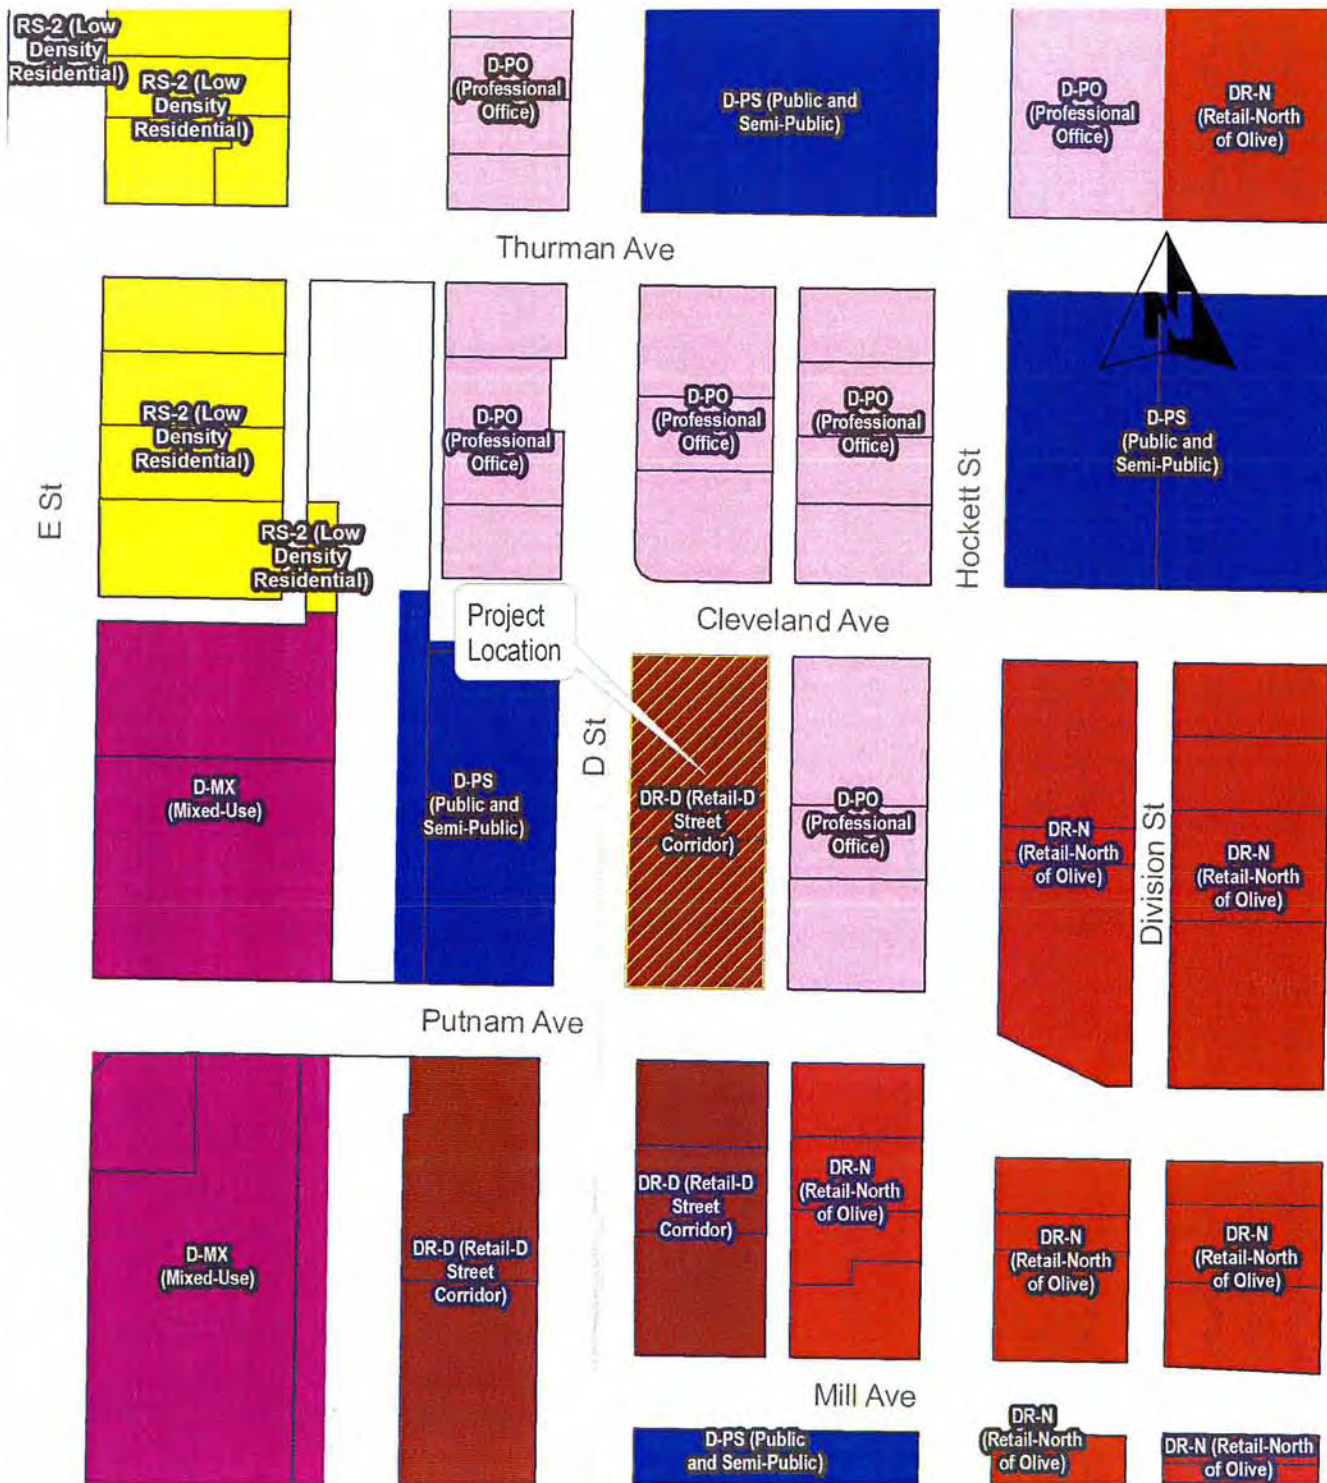 RS-2 (Low
Density
Residential)
RS-2 (Low
Density
Residential)
D-PO
(Professional
Office)
D-PS (Public and
Semi-Public)
D-PO
(Professional
Office)
DR-N
(Retail-North
of Olive)
Thurman Ave
N
RS-2 (Low
Density
Residential)
D-PO
(Professional
Office)
D-PO
(Professional
Office)
D-PO
(Professional
Office)
D-PS
(Public and
Semi-Public)
E St
Hockett St
RS-2 (Low
Density
Residential)
Project
Location
Cleveland Ave
D St
D-MX
(Mixed-Use)
D-PS
(Public and
Semi-Public)
DR-D (Retail-D
Street
Corridor)
D-PO
(Professional
Office)
DR-N
(Retail-North
of Olive)
Division St
DR-N
(Retail-North
of Olive)
Putnam Ave
D-MX
(Mixed-Use)
DR-D (Retail-D
Street
Corridor)
DR-D (Retail-D
Street
Corridor)
DR-N
(Retail-North
of Olive)
DR-N
(Retail-North
of Olive)
DR-N
(Retail-North
of Olive)
Mill Ave
D-PS (Public
and Semi-Public)
DR-N
(Retail-North
of Olive)
DR-N (Retail-North
of Olive)